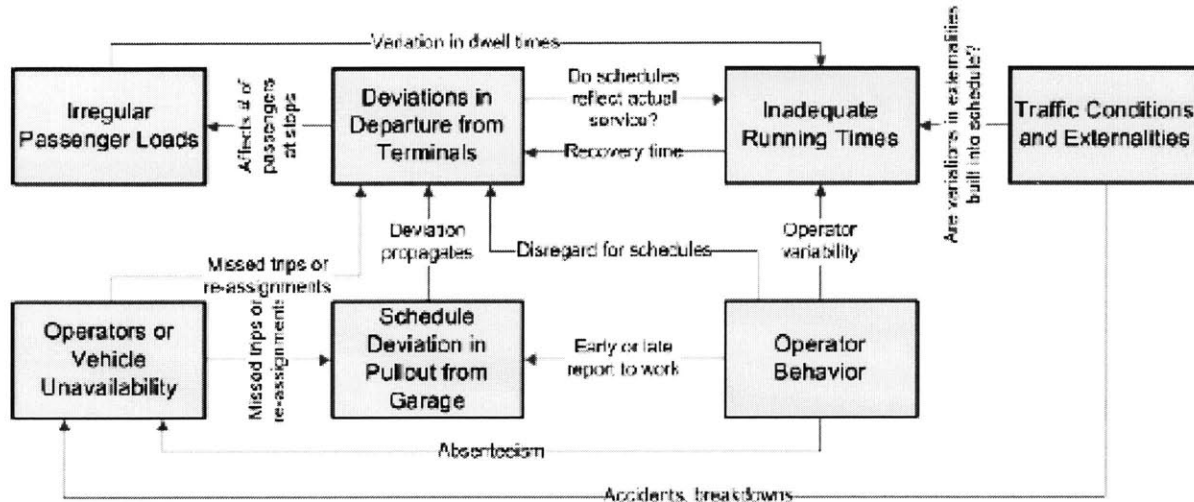 Variation in dwell times
Irregular
Passenger Loads
Affects # of
passengers
at stops
Deviations in
Departure from
Terminals
Do schedules
reflect actual
service?
Recovery time
Inadequate
Running Times
Are variations in externalities
built into schedule?
Traffic Conditions
and Externalities
Missed trips or
re-assignments
Deviation
propagates
Disregard for schedules
Operator
variability
Operators or
Vehicle
Unavailability
Missed trips or
re-assignments
Schedule
Deviation in
Pullout from
Garage
Early or late
report to work
Operator
Behavior
Absenteeism
Accidents, breakdowns